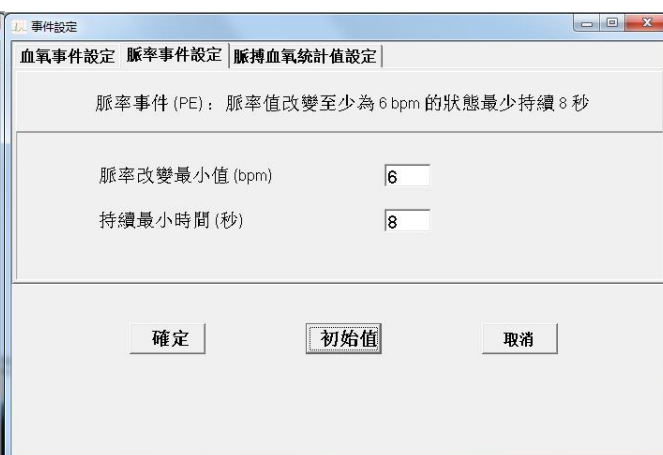 事件設定
血氧事件設定 脈率事件設定 脈搏血氧統計值設定
脈率事件 (PE)：脈率值改變至少為 6 bpm 的狀態最少持續 8 秒
脈率改變最小值 (bpm) 6
持續最小時間 (秒) 8
確定 初始值 取消